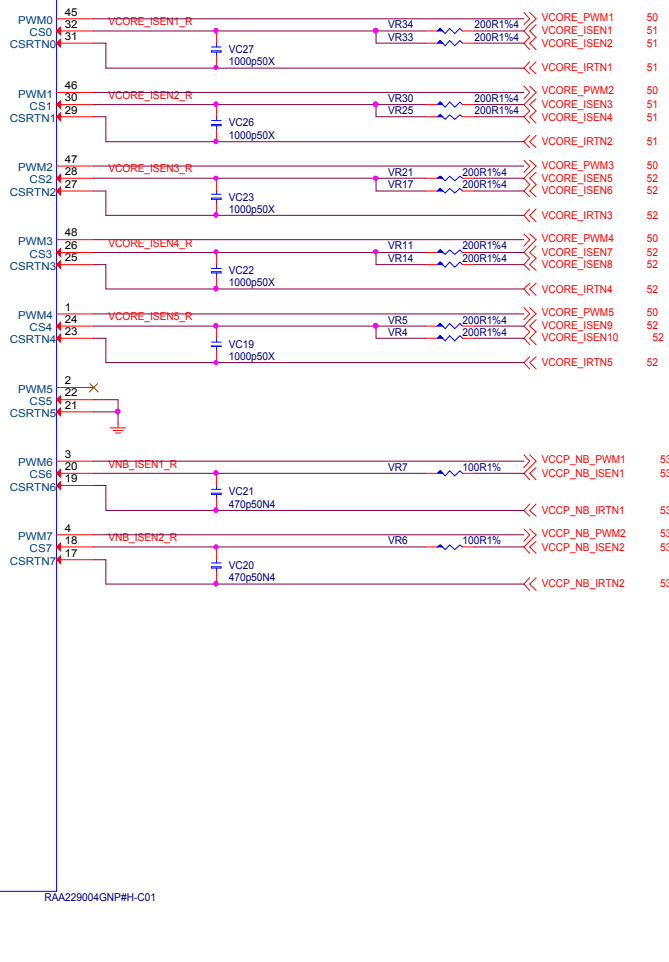 PWM0 45 VCORE_PWM1 50
CS0 32 VCORE_ISEN1_R VR34 200R1%4 VCORE_ISEN1 51
CSRTN0 31 VR33 200R1%4 VCORE_ISEN2 51
VC27
1000p50X
VCORE_IRTN1 51
PWM1 46 VCORE_PWM2 50
CS1 30 VCORE_ISEN2_R VR30 200R1%4 VCORE_ISEN3 51
CSRTN1 29 VR25 200R1%4 VCORE_ISEN4 51
VC26
1000p50X
VCORE_IRTN2 51
PWM2 47 VCORE_PWM3 50
CS2 28 VCORE_ISEN3_R VR21 200R1%4 VCORE_ISEN5 52
CSRTN2 27 VR17 200R1%4 VCORE_ISEN6 52
VC23
1000p50X
VCORE_IRTN3 52
PWM3 48 VCORE_PWM4 50
CS3 26 VCORE_ISEN4_R VR11 200R1%4 VCORE_ISEN7 52
CSRTN3 25 VR14 200R1%4 VCORE_ISEN8 52
VC22
1000p50X
VCORE_IRTN4 52
PWM4 1 VCORE_PWM5 50
CS4 24 VCORE_ISEN5_R VR5 200R1%4 VCORE_ISEN9 52
CSRTN4 23 VR4 200R1%4 VCORE_ISEN10 52
VC19
1000p50X
VCORE_IRTN5 52
PWM5 2
CS5 22
CSRTN5 21
PWM6 3 VCCP_NB_PWM1 53
CS6 20 VNB_ISEN1_R VR7 100R1% VCCP_NB_ISEN1 53
CSRTN6 19
VC21
470p50N4
VCCP_NB_IRTN1 53
PWM7 4 VCCP_NB_PWM2 53
CS7 18 VNB_ISEN2_R VR6 100R1% VCCP_NB_ISEN2 53
CSRTN7 17
VC20
470p50N4
VCCP_NB_IRTN2 53
RAA229004GNP#H-C01